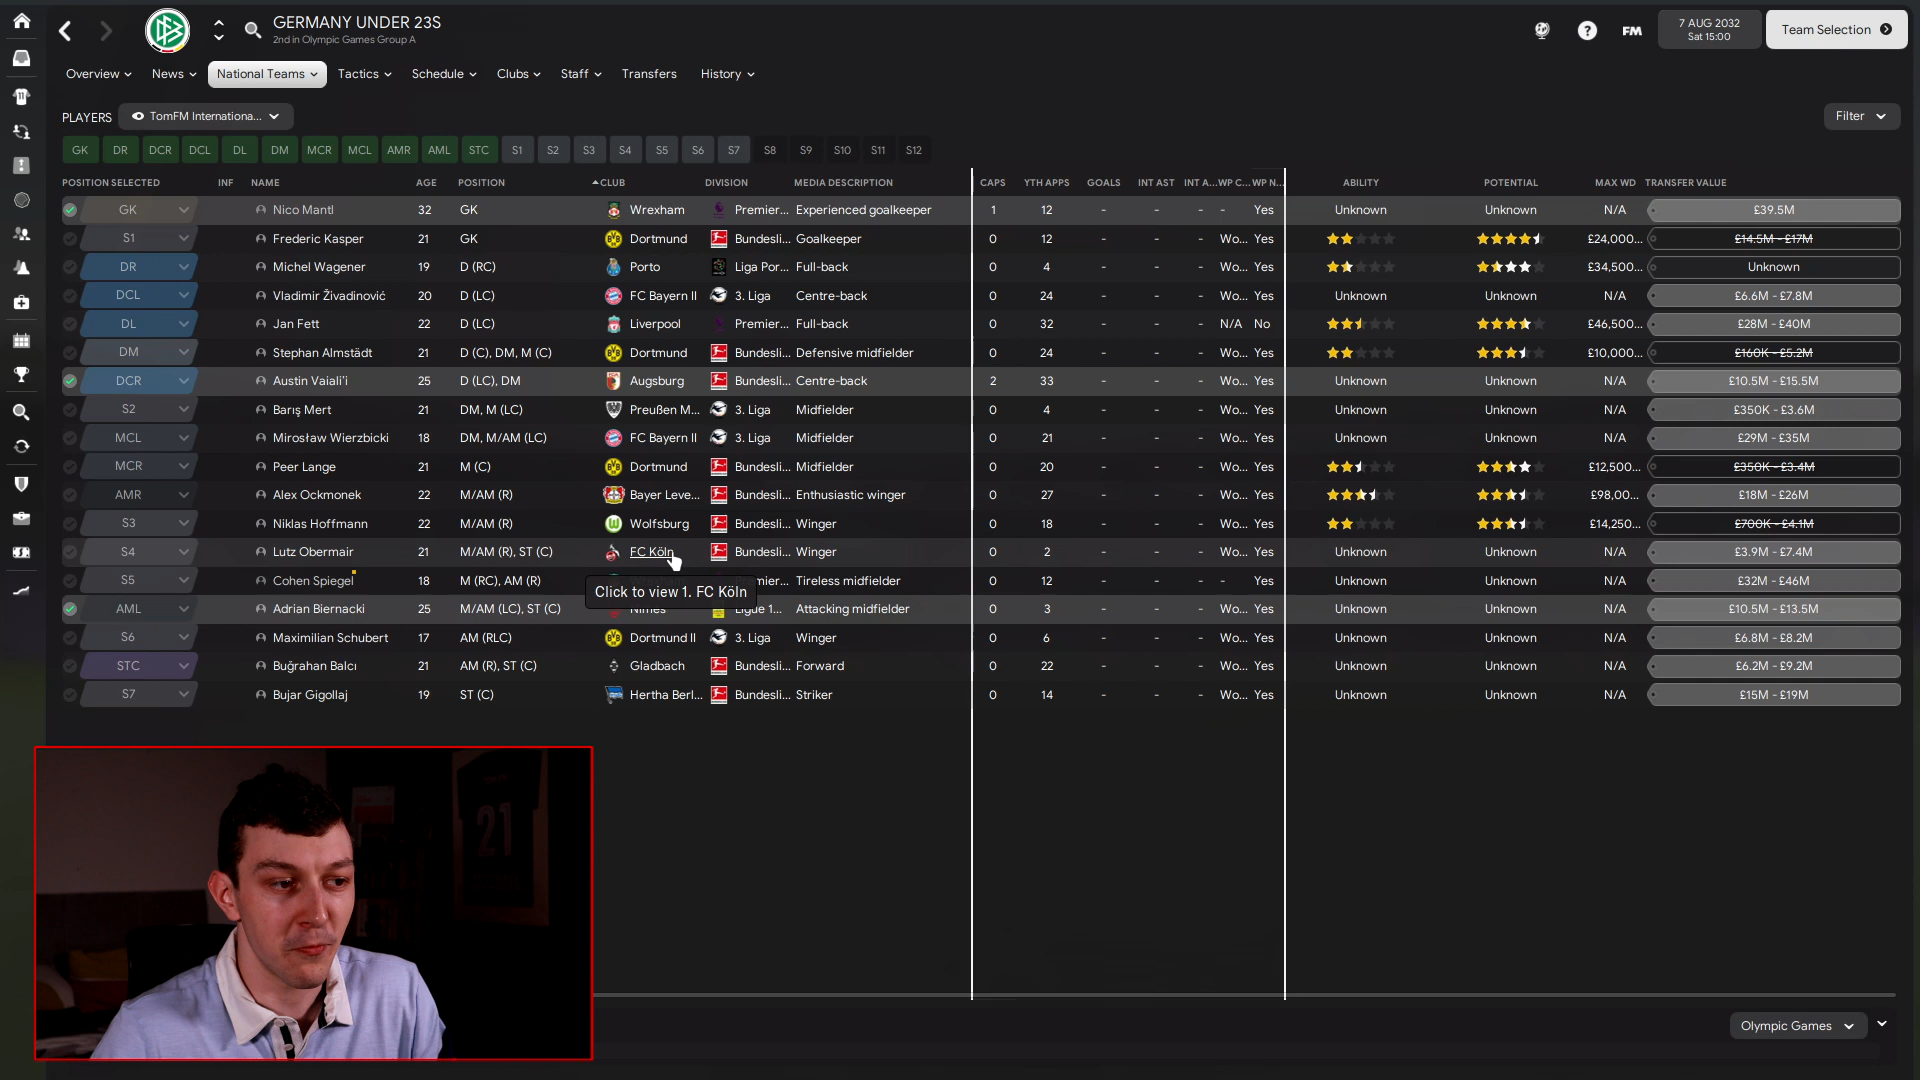 GERMANY UNDER 23S
2nd in Olympic Games Group A
FM
7 AUG 2032
Sat 15:00
Team Selection
Overview News National Teams Tactics Schedule Clubs Staff Transfers History
PLAYERS TomFM Internationa... Filter
GK DR DCR DCL DL DM MCR MCL AMR AML STC S1 S2 S3 S4 S5 S6 S7 S8 S9 S10 S11 S12
POSITION SELECTED INF NAME AGE POSITION CLUB DIVISION MEDIA DESCRIPTION CAPS YTH APPS GOALS INT AST INT A... WP C... WP N... ABILITY POTENTIAL MAX WD TRANSFER VALUE
GK Nico Mantl 32 GK Wrexham Premier... Experienced goalkeeper 1 12 - - - - Yes Unknown Unknown N/A £39.5M
S1 Frederic Kasper 21 GK Dortmund Bundesli... Goalkeeper 0 12 - - - Wo... Yes £24,000... £14.5M - £17M
DR Michel Wagener 19 D (RC) Porto Liga Por... Full-back 0 4 - - - Wo... Yes £34,500... Unknown
DCL Vladimir Živadinović 20 D (LC) FC Bayern II 3. Liga Centre-back 0 24 - - - Wo... Yes Unknown Unknown N/A £6.6M - £7.8M
DL Jan Fett 22 D (LC) Liverpool Premier... Full-back 0 32 - - - N/A No £46,500... £28M - £40M
DM Stephan Almstädt 21 D (C), DM, M (C) Dortmund Bundesli... Defensive midfielder 0 24 - - - Wo... Yes £10,000... £160K - £5.2M
DCR Austin Vaiali'i 25 D (LC), DM Augsburg Bundesli... Centre-back 2 33 - - - Wo... Yes Unknown Unknown N/A £10.5M - £15.5M
S2 Barış Mert 21 DM, M (LC) Preußen M... 3. Liga Midfielder 0 4 - - - Wo... Yes Unknown Unknown N/A £350K - £3.6M
MCL Mirosław Wierzbicki 18 DM, M/AM (LC) FC Bayern II 3. Liga Midfielder 0 21 - - - Wo... Yes Unknown Unknown N/A £29M - £35M
MCR Peer Lange 21 M (C) Dortmund Bundesli... Midfielder 0 20 - - - Wo... Yes £12,500... £350K - £3.4M
AMR Alex Ockmonek 22 M/AM (R) Bayer Leve... Bundesli... Enthusiastic winger 0 27 - - - Wo... Yes £98,00... £18M - £26M
S3 Niklas Hoffmann 22 M/AM (R) Wolfsburg Bundesli... Winger 0 18 - - - Wo... Yes £14,250... £700K - £4.1M
S4 Lutz Obermair 21 M/AM (R), ST (C) FC Köln Bundesli... Winger 0 2 - - - Wo... Yes Unknown Unknown N/A £3.9M - £7.4M
S5 Cohen Spiegel 18 M (RC), AM (R) Tireless midfielder 0 12 - - - - Yes Unknown Unknown N/A £32M - £46M
Click to view 1. FC Köln
AML Adrian Biernacki 25 M/AM (LC), ST (C) Nîmes Ligue 1... Attacking midfielder 0 3 - - - Wo... Yes Unknown Unknown N/A £10.5M - £13.5M
S6 Maximilian Schubert 17 AM (RLC) Dortmund II 3. Liga Winger 0 6 - - - Wo... Yes Unknown Unknown N/A £6.8M - £8.2M
STC Buğrahan Balcı 21 AM (R), ST (C) Gladbach Bundesli... Forward 0 22 - - - Wo... Yes Unknown Unknown N/A £6.2M - £9.2M
S7 Bujar Gigollaj 19 ST (C) Hertha Berl... Bundesli... Striker 0 14 - - - Wo... Yes Unknown Unknown N/A £15M - £19M
21
Olympic Games